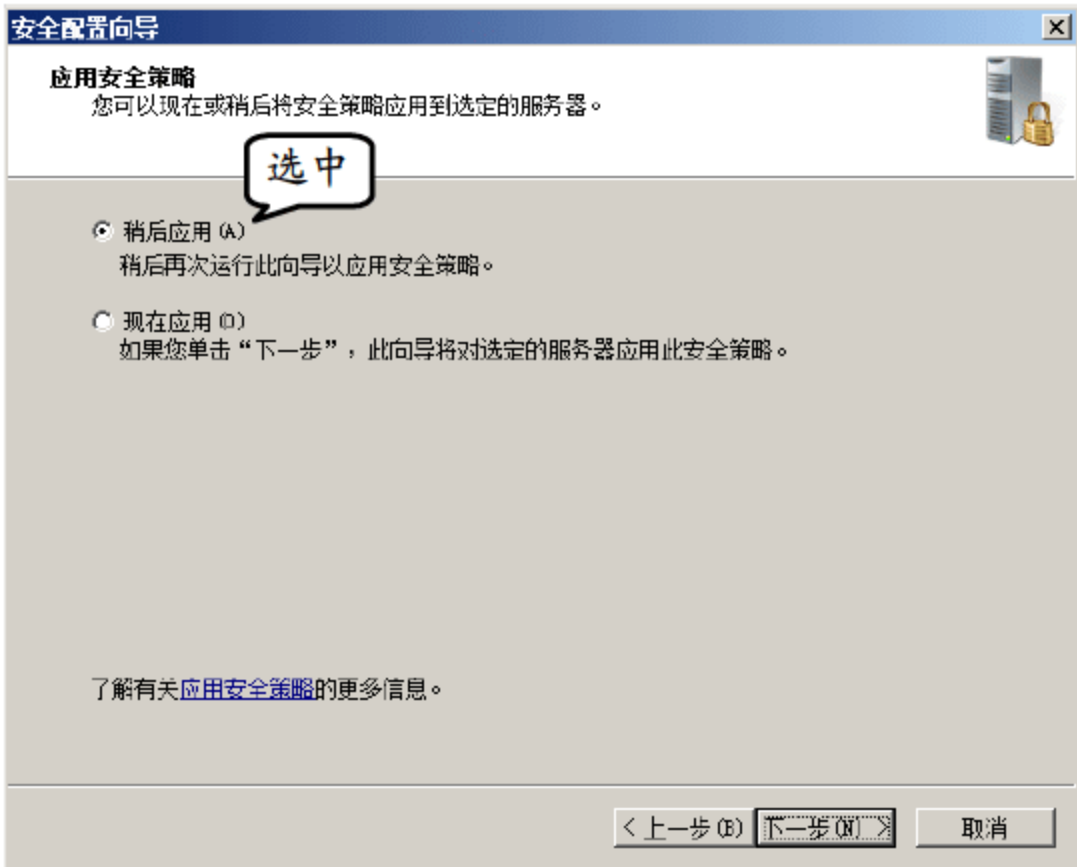 安全配置向导
应用安全策略
您可以现在或稍后将安全策略应用到选定的服务器。
选中
稍后应用(A)
稍后再次运行此向导以应用安全策略。
现在应用(D)
如果您单击“下一步”，此向导将对选定的服务器应用此安全策略。
了解有关应用安全策略的更多信息。
< 上一步(B) 下一步(N) > 取消